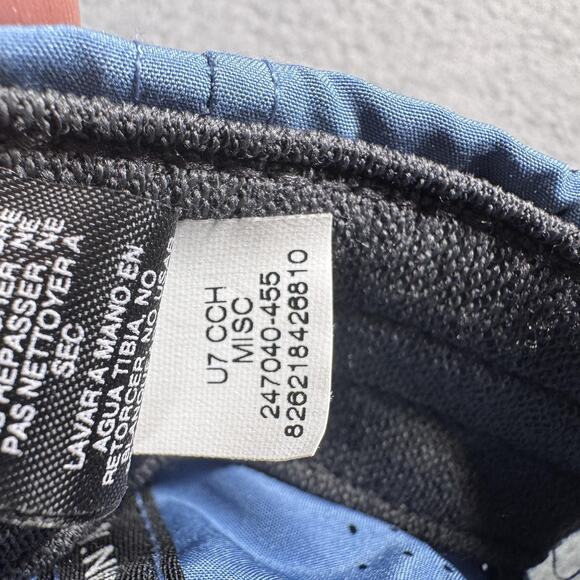 REPASSER, NE
PAS NETTOYER À
SEC
LAVAR A MANO EN
AGUA TIBIA, NO
RETORCER, NO
U7 CCH
MISC
247040-455
826218426810